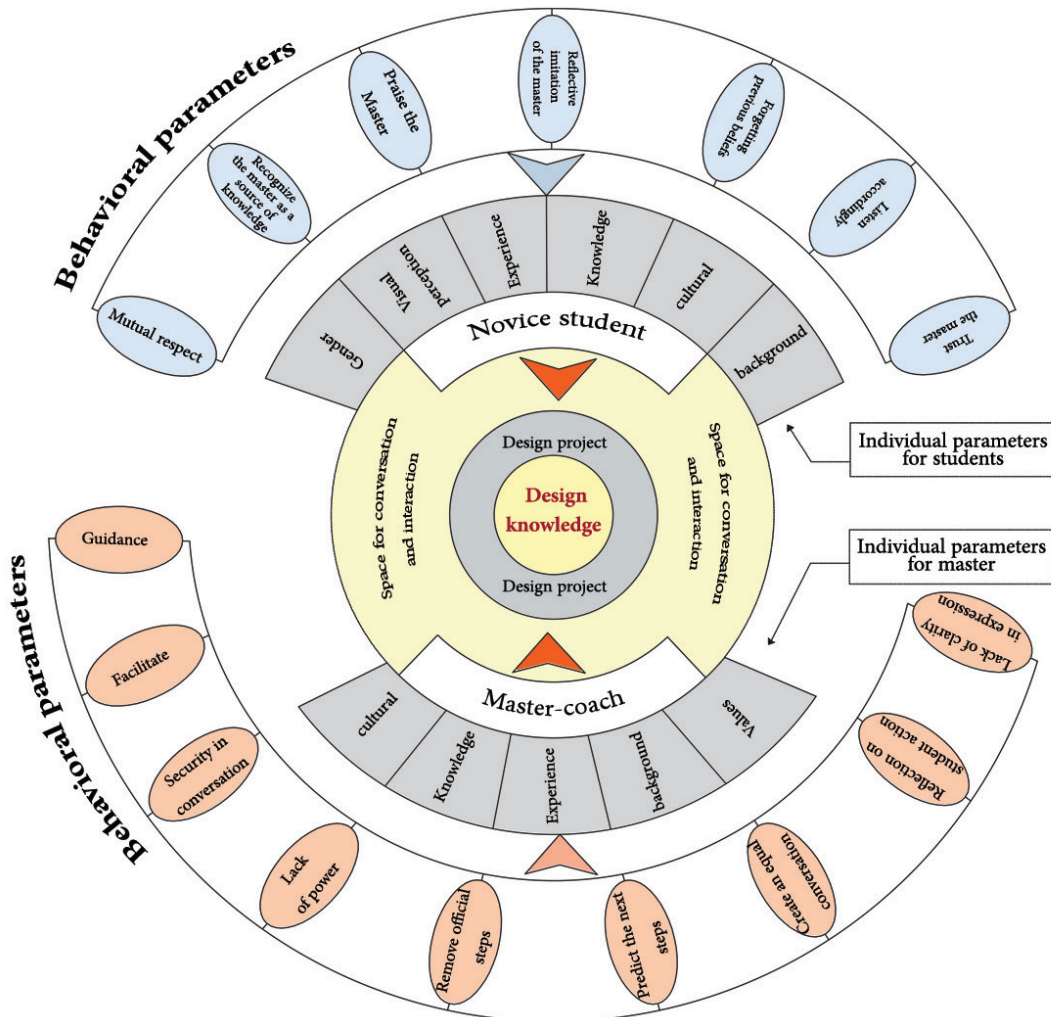 Behavioral parameters
Mutual respect
Recognize
the master as a
source of
knowledge
Praise the
Master
Reflective
imitation
of the master
Forgetting
previous beliefs
Listen
accordingly
Trust
the master
Gender
Visual
perception
Experience
Knowledge
cultural
background
Novice student
Space for conversation
and interaction
Design project
Design
knowledge
Design project
Space for conversation
and interaction
Individual parameters
for students
Individual parameters
for master
Master-coach
cultural
Knowledge
Experience
background
Values
Behavioral parameters
Guidance
Facilitate
Security in
conversation
Lack
of power
Remove official
steps
Predict the next
steps
Create an equal
conversation
Reflection on
student action
Lack of clarity
in expression